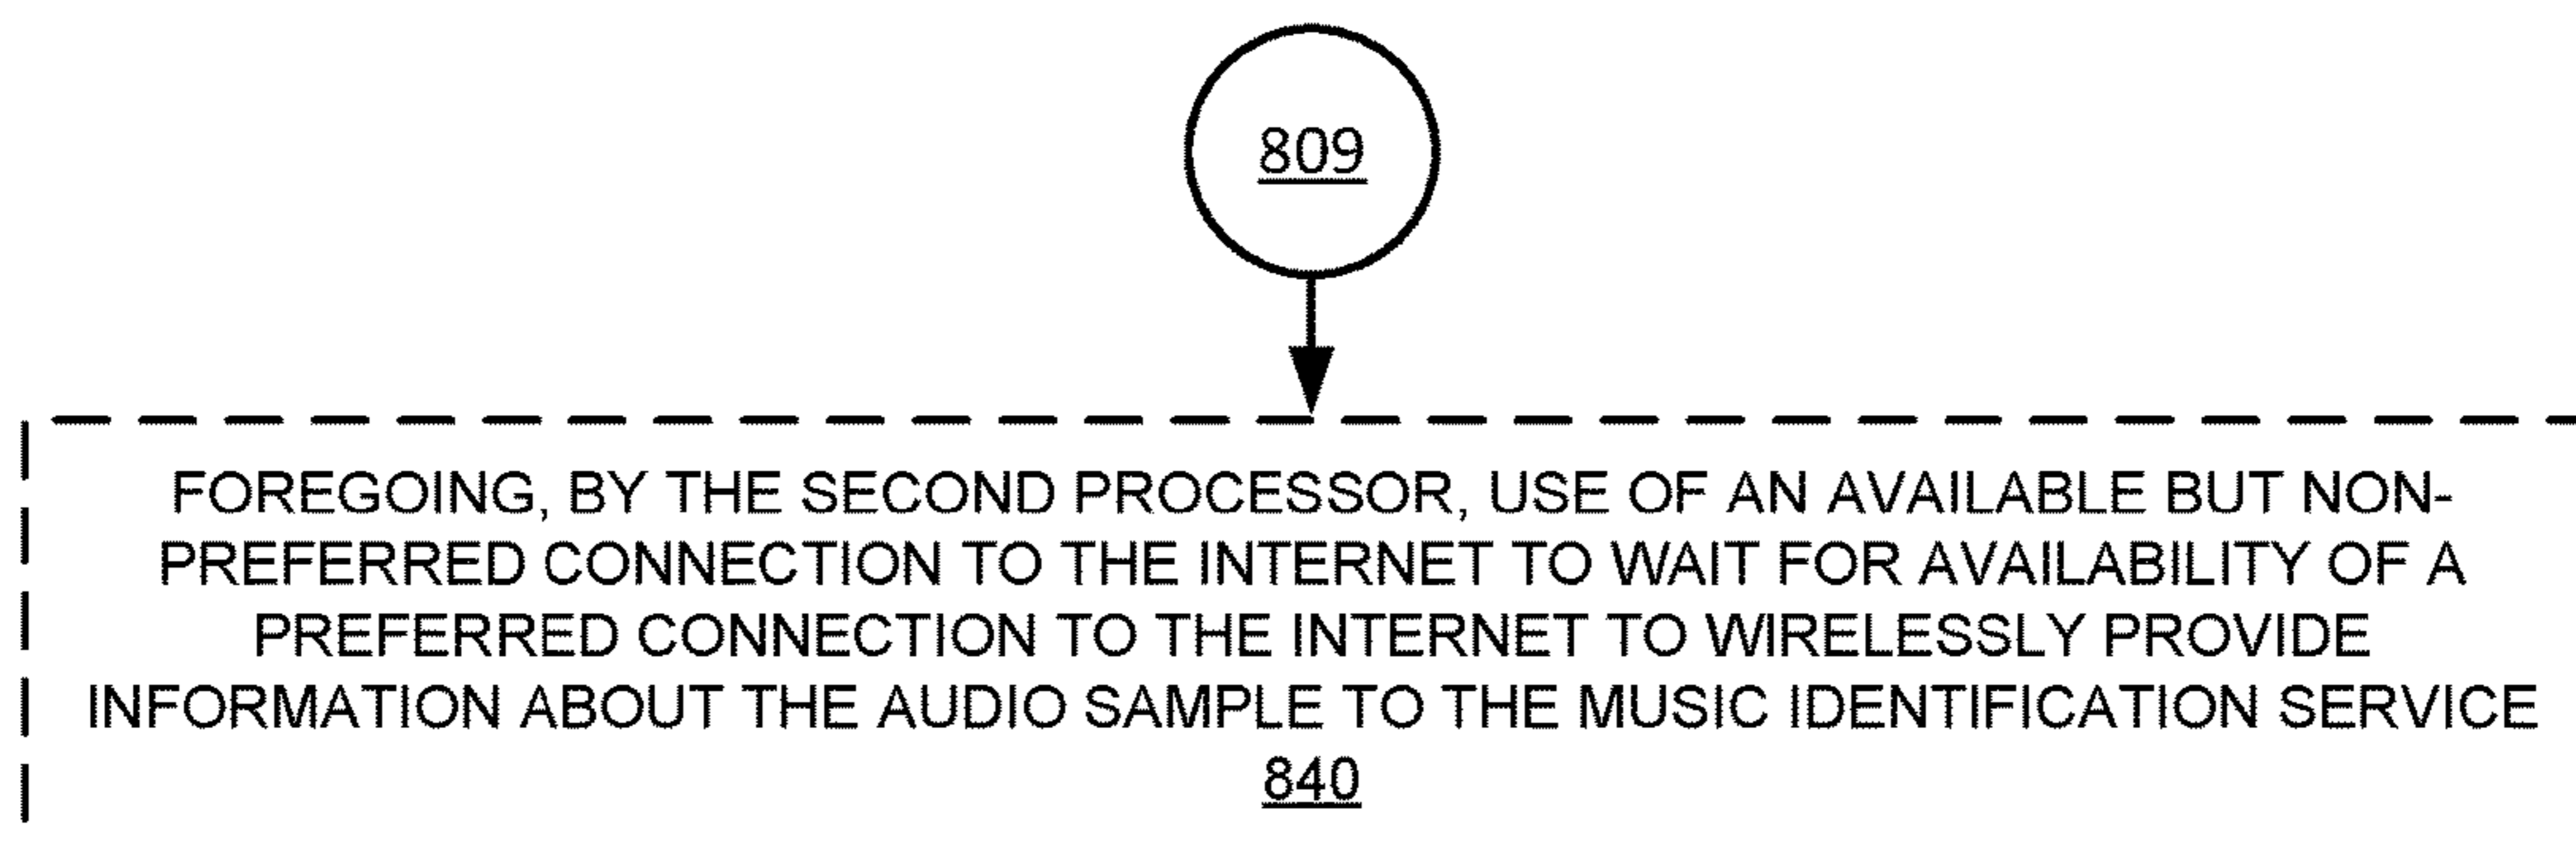 809
FOREGOING, BY THE SECOND PROCESSOR, USE OF AN AVAILABLE BUT NON-
PREFERRED CONNECTION TO THE INTERNET TO WAIT FOR AVAILABILITY OF A
PREFERRED CONNECTION TO THE INTERNET TO WIRELESSLY PROVIDE
INFORMATION ABOUT THE AUDIO SAMPLE TO THE MUSIC IDENTIFICATION SERVICE
840